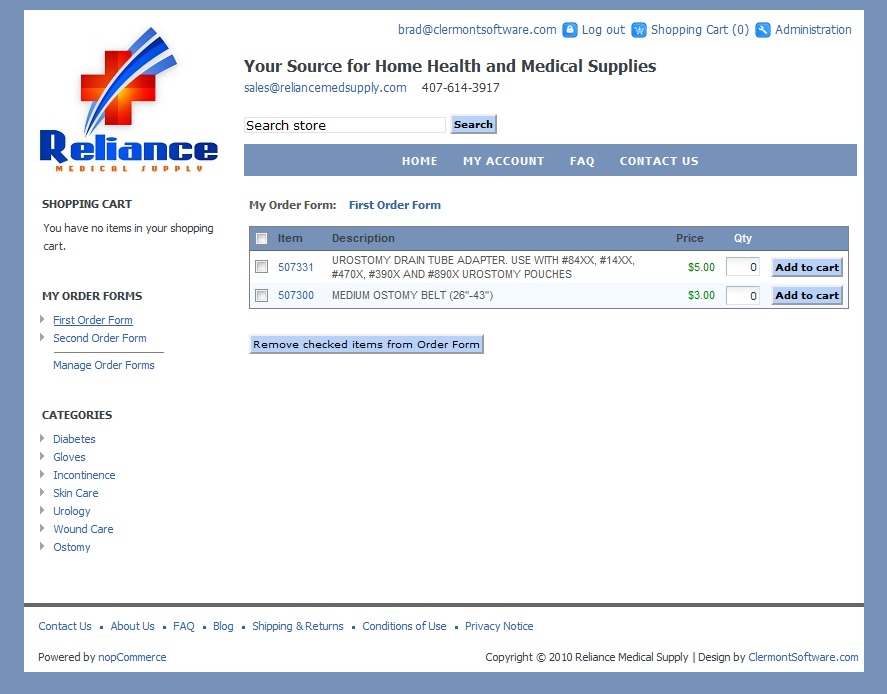 brad@clermontsoftware.com Log out Shopping Cart (0) Administration
Reliance
MEDICAL SUPPLY
Your Source for Home Health and Medical Supplies
sales@reliancemedsupply.com 407-614-3917
Search store Search
HOME MY ACCOUNT FAQ CONTACT US
SHOPPING CART
You have no items in your shopping
cart.
MY ORDER FORMS
First Order Form
Second Order Form
Manage Order Forms
CATEGORIES
Diabetes
Gloves
Incontinence
Skin Care
Urology
Wound Care
Ostomy
My Order Form: First Order Form
Item Description Price Qty
507331 UROSTOMY DRAIN TUBE ADAPTER. USE WITH #84XX, #14XX,
#470X, #390X AND #890X UROSTOMY POUCHES $5.00 0 Add to cart
507300 MEDIUM OSTOMY BELT (26"-43") $3.00 0 Add to cart
Remove checked items from Order Form
Contact Us ▪ About Us ▪ FAQ ▪ Blog ▪ Shipping & Returns ▪ Conditions of Use ▪ Privacy Notice
Powered by nopCommerce
Copyright © 2010 Reliance Medical Supply | Design by ClermontSoftware.com